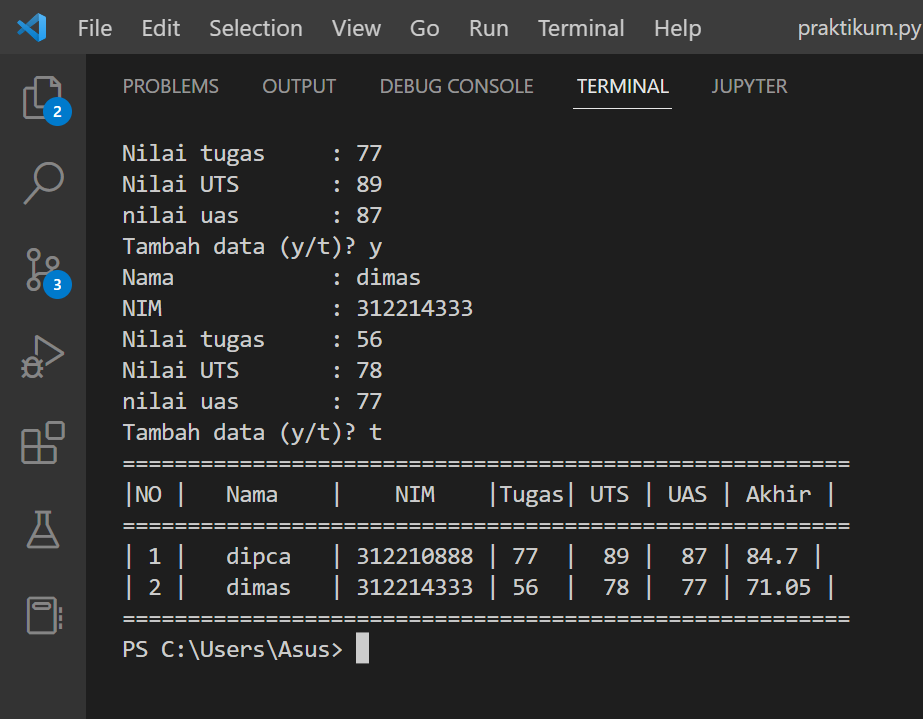 File Edit Selection View Go Run Terminal Help praktikum.py
PROBLEMS OUTPUT DEBUG CONSOLE TERMINAL JUPYTER
2
3
Nilai tugas     : 77
Nilai UTS       : 89
nilai uas       : 87
Tambah data (y/t)? y
Nama            : dimas
NIM             : 312214333
Nilai tugas     : 56
Nilai UTS       : 78
nilai uas       : 77
Tambah data (y/t)? t
========================================================
|NO |   Nama    |    NIM    |Tugas| UTS | UAS | Akhir |
========================================================
| 1 |   dipca   | 312210888 | 77  |  89 |  87 | 84.7 |
| 2 |   dimas   | 312214333 | 56  |  78 |  77 | 71.05 |
========================================================
PS C:\Users\Asus>